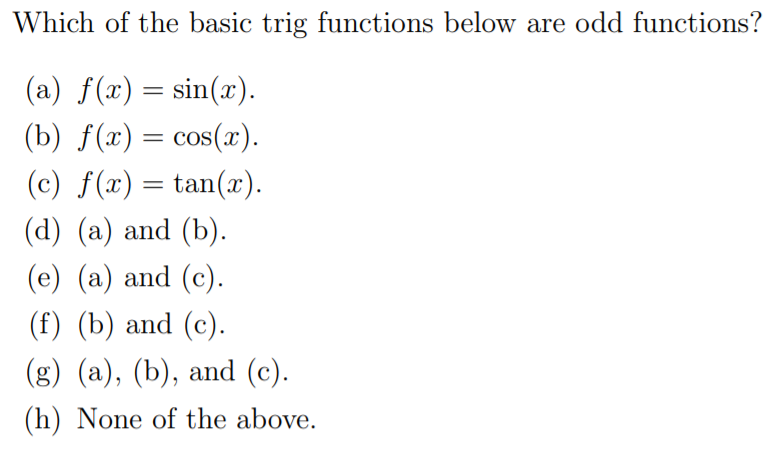 Which of the basic trig functions below are odd functions?
(a) f(x) = sin(x).
(b) f(x) = cos(x).
(c) f(x) = tan(x).
(d) (a) and (b).
(e) (a) and (c).
(f) (b) and (c).
(g) (a), (b), and (c).
(h) None of the above.